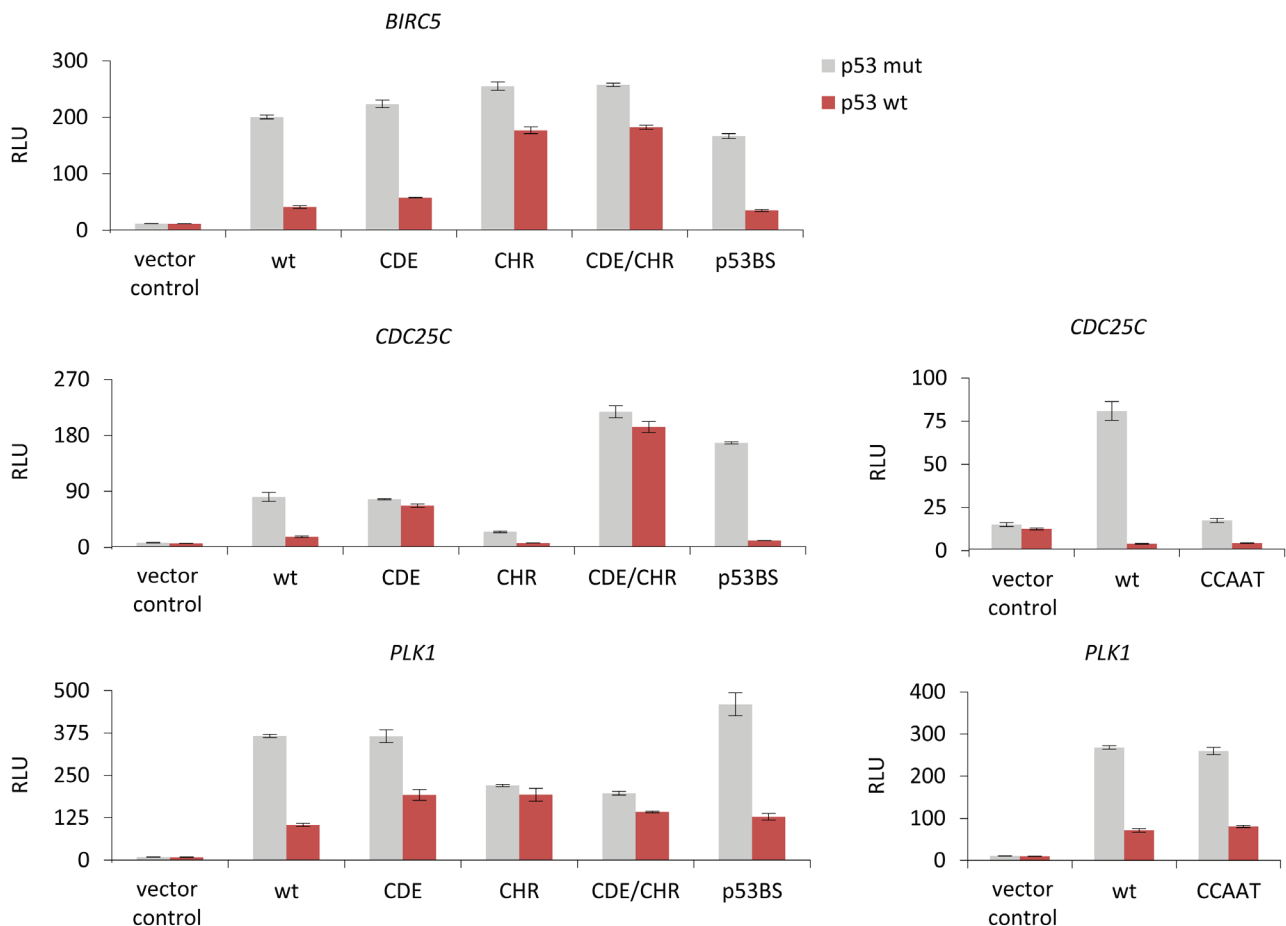 BIRC5
p53 mut
p53 wt
RLU
300
200
100
0
vector control
wt
CDE
CHR
CDE/CHR
p53BS
CDC25C
RLU
270
180
90
0
vector control
wt
CDE
CHR
CDE/CHR
p53BS
CDC25C
RLU
100
75
50
25
0
vector control
wt
CCAAT
PLK1
RLU
500
375
250
125
0
vector control
wt
CDE
CHR
CDE/CHR
p53BS
PLK1
RLU
400
300
200
100
0
vector control
wt
CCAAT